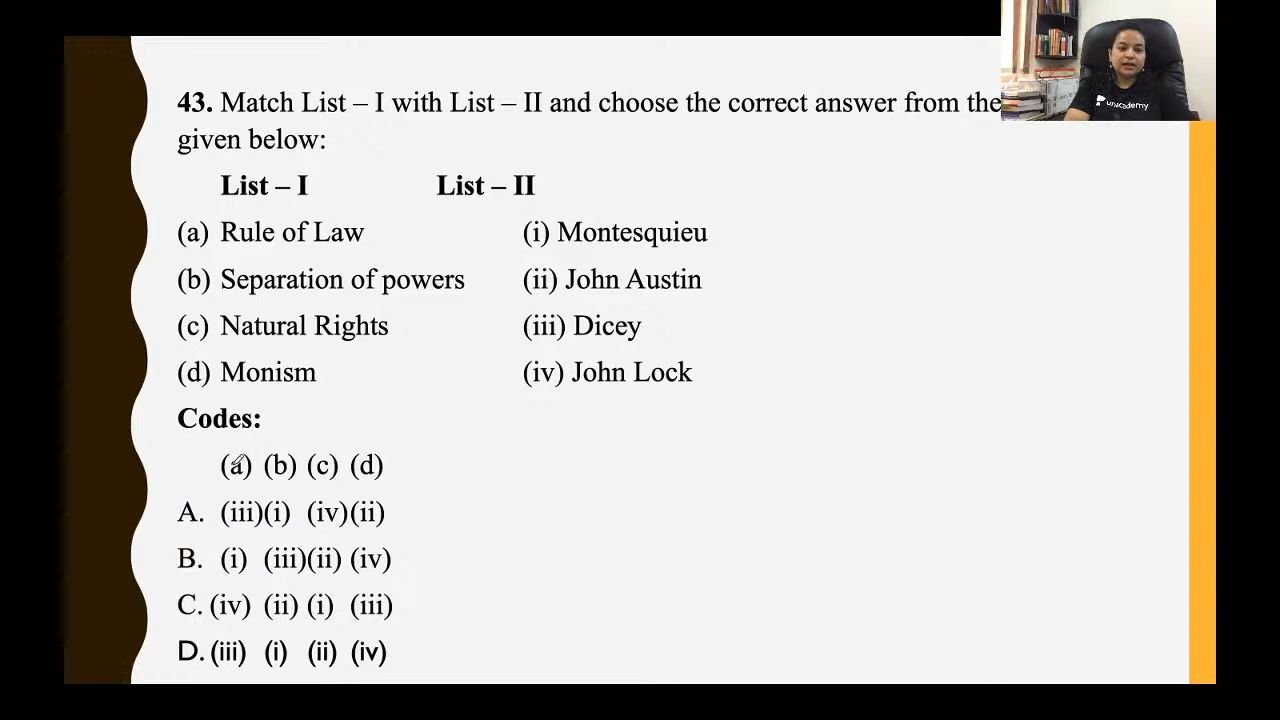 43. Match List – I with List – II and choose the correct answer from the
given below:
List – I List – II
(a) Rule of Law (i) Montesquieu
(b) Separation of powers (ii) John Austin
(c) Natural Rights (iii) Dicey
(d) Monism (iv) John Lock
Codes:
(a) (b) (c) (d)
A. (iii)(i) (iv)(ii)
B. (i) (iii)(ii) (iv)
C. (iv) (ii) (i) (iii)
D. (iii) (i) (ii) (iv)
unacademy